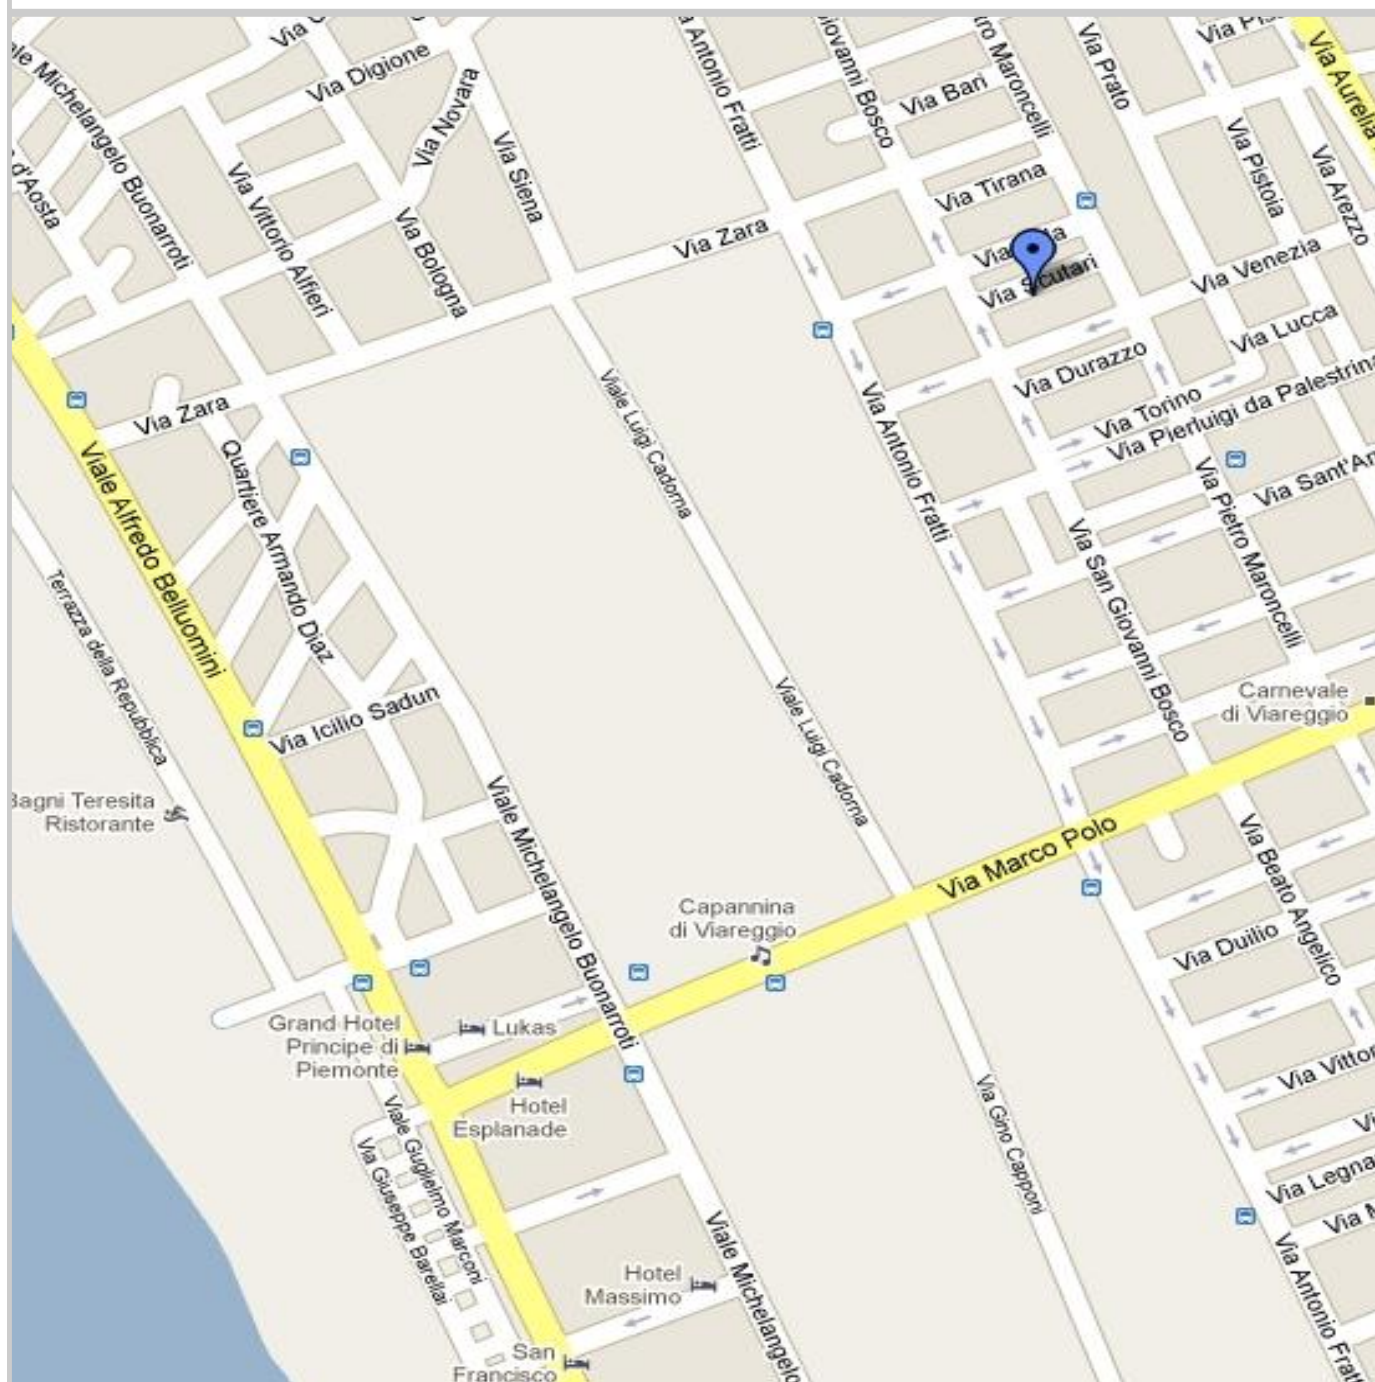 Via Digione
Via Novara
Via Siena
Antonio Fratti
Giovanni Bosco
Via Bari
Maroncelli
Via Prato
Via Aurelia
Michelangelo Buonarroti
d'Aosta
Via Vittorio Alfieri
Via Bologna
Via Zara
Via Tirana
Via Pistoia
Via Arezzo
Via Scutari
Via Venezia
Via Lucca
Via Durazzo
Via Torino
Via Pierluigi da Palestrina
Via Zara
Viale Luigi Cadorna
Via Antonio Fratti
Viale Alfredo Belluomini
Quartiere Armando Diaz
Via Pietro Maroncelli
Via San Giovanni Bosco
Terrazza della Repubblica
Via Icilio Sadun
Viale Luigi Cadorna
Carnevale
di Viareggio
Bagni Teresita
Ristorante
Viale Michelangelo Buonarroti
Via Marco Polo
Via Beato Angelico
Capannina
di Viareggio
Via Duilio
Grand Hotel
Principe di
Piemonte
Lukas
Hotel
Esplanade
Viale Guglielmo Marconi
Via Giuseppe Barellai
Via Gino Capponi
Viale Michelangelo
Hotel
Massimo
San
Francisco
Via Antonio Fratti